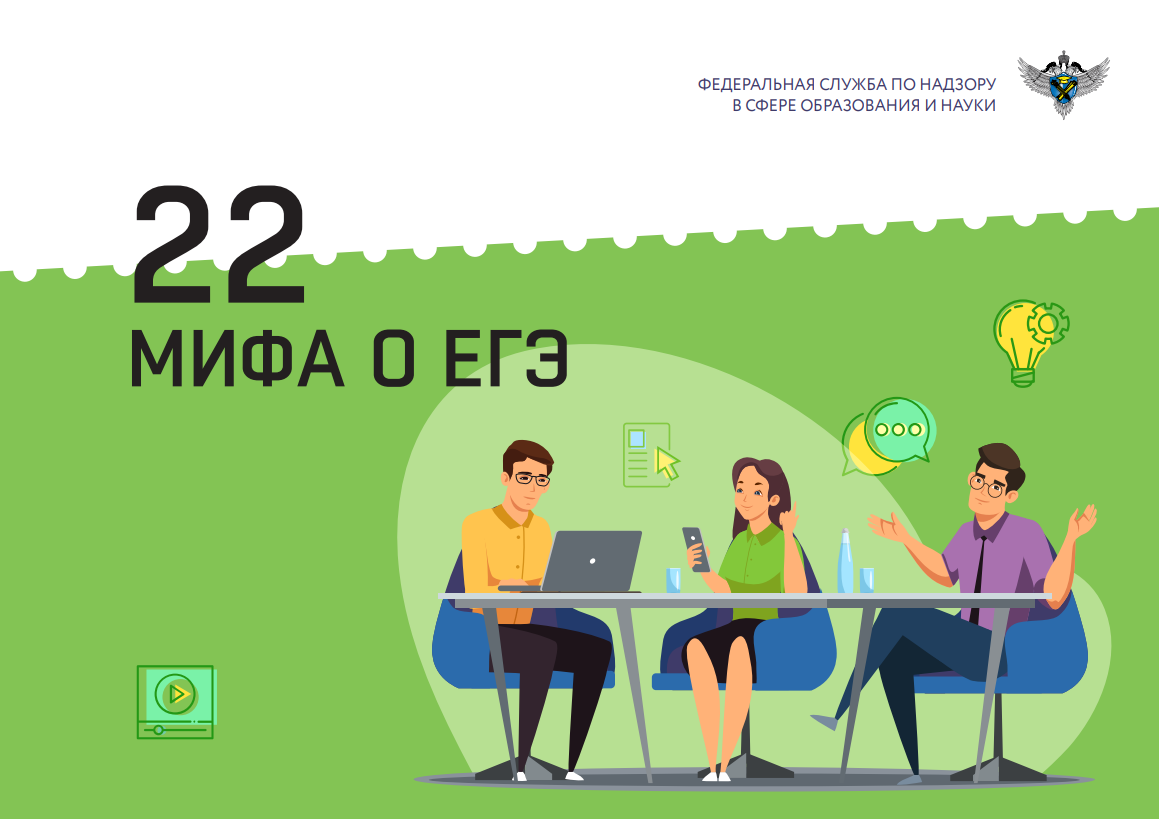 ФЕДЕРАЛЬНАЯ СЛУЖБА ПО НАДЗОРУ
В СФЕРЕ ОБРАЗОВАНИЯ И НАУКИ
22
МИФА О ЕГЭ